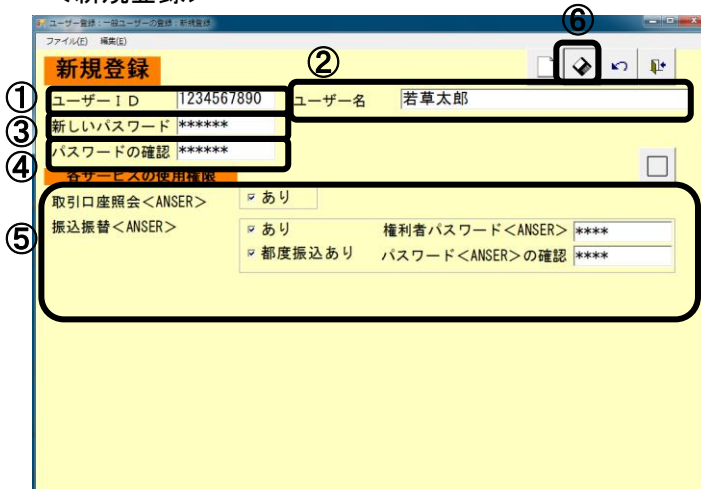 ＜新規登録＞
ユーザー登録：一般ユーザーの登録：新規登録
ファイル(F) 編集(E)
⑥
新規登録
②
① ユーザーＩＤ 1234567890 ユーザー名 若草太郎
③ 新しいパスワード ******
④ パスワードの確認 ******
各サービスの使用権限
取引口座照会＜ANSER＞ あり
⑤ 振込振替＜ANSER＞ あり 権利者パスワード＜ANSER＞ ****
都度振込あり パスワード＜ANSER＞の確認 ****